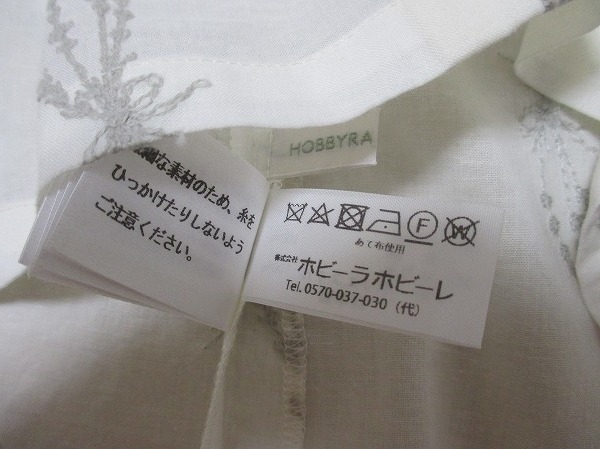 HOBBYRA
な素材のため、糸を
ひっかけたりしないよう
ご注意ください。
F
W
あて布使用
株式会社 ホビーラホビーレ
Tel. 0570-037-030（代）